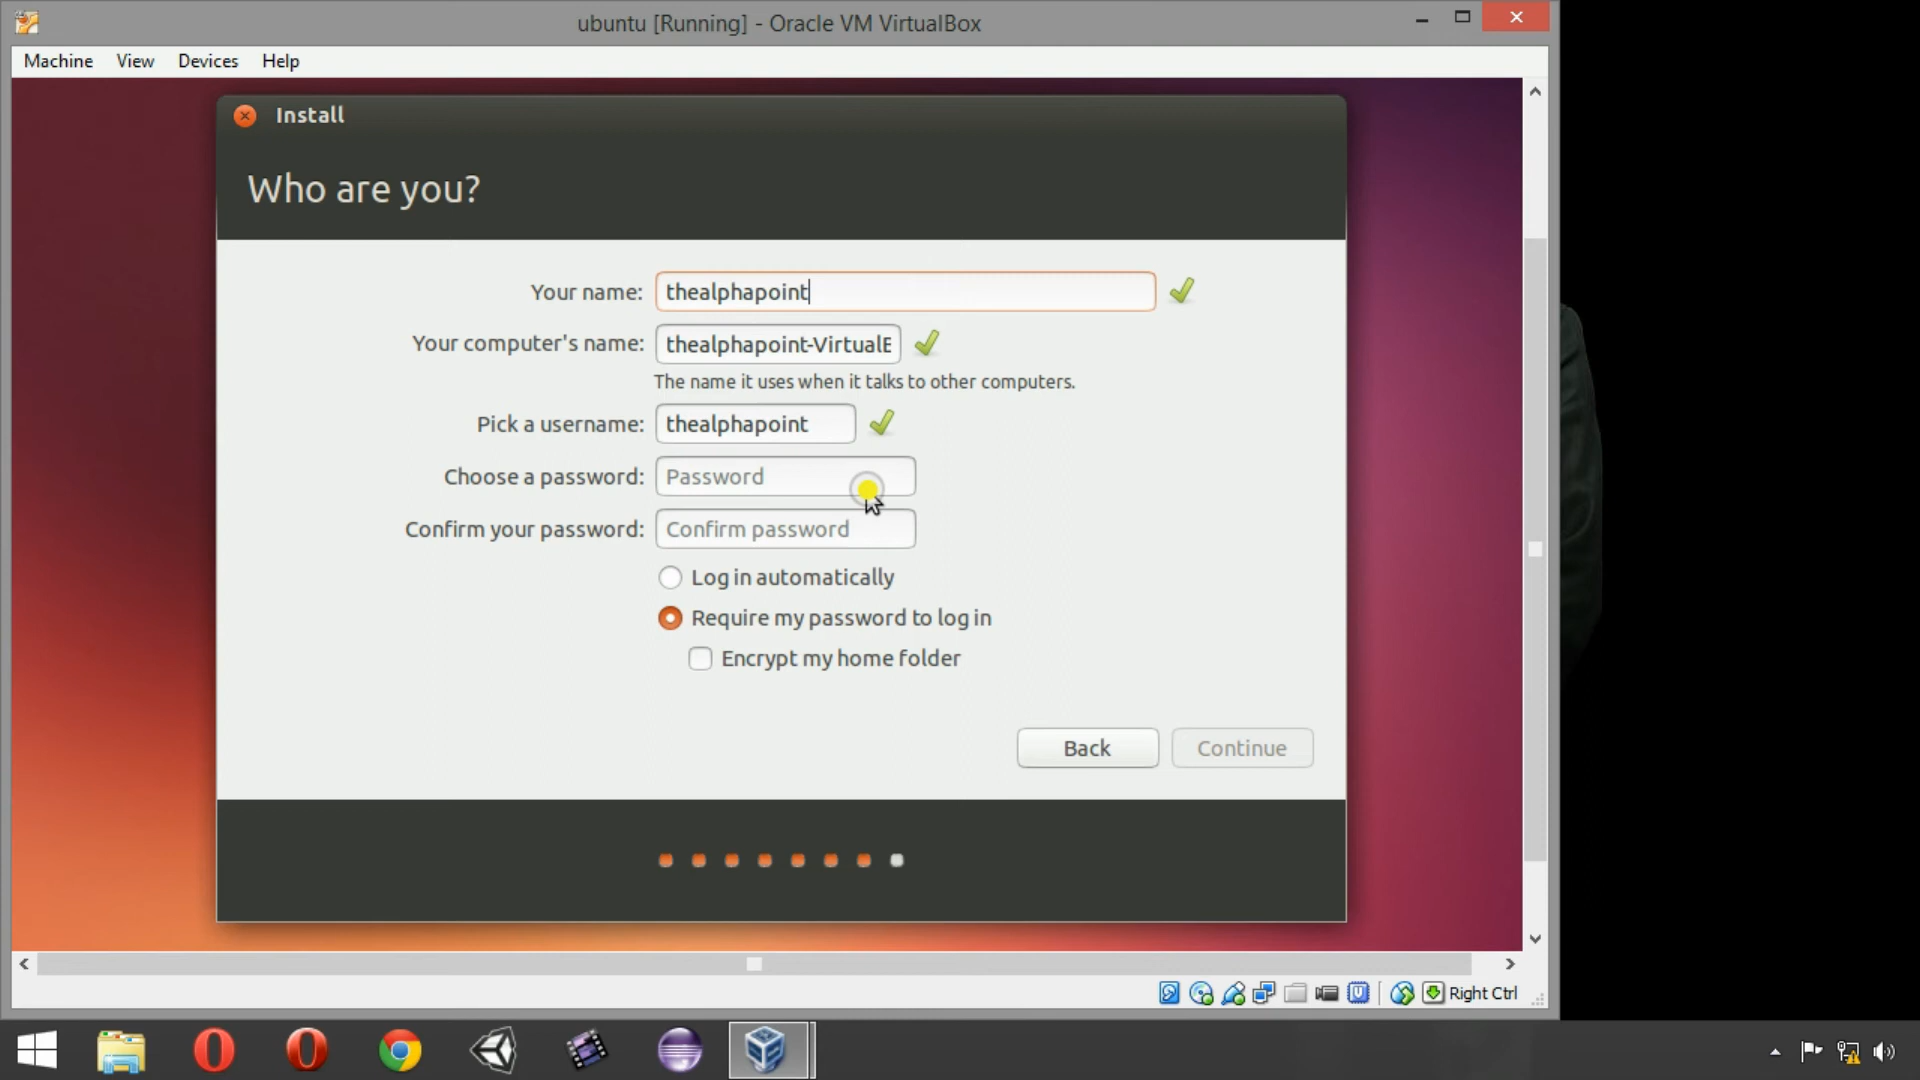 ubuntu [Running] - Oracle VM VirtualBox
Machine View Devices Help
Install
Who are you?
Your name: thealphapoint
Your computer's name: thealphapoint-VirtualB
The name it uses when it talks to other computers.
Pick a username: thealphapoint
Choose a password: Password
Confirm your password: Confirm password
Log in automatically
Require my password to log in
Encrypt my home folder
Back Continue
Right Ctrl